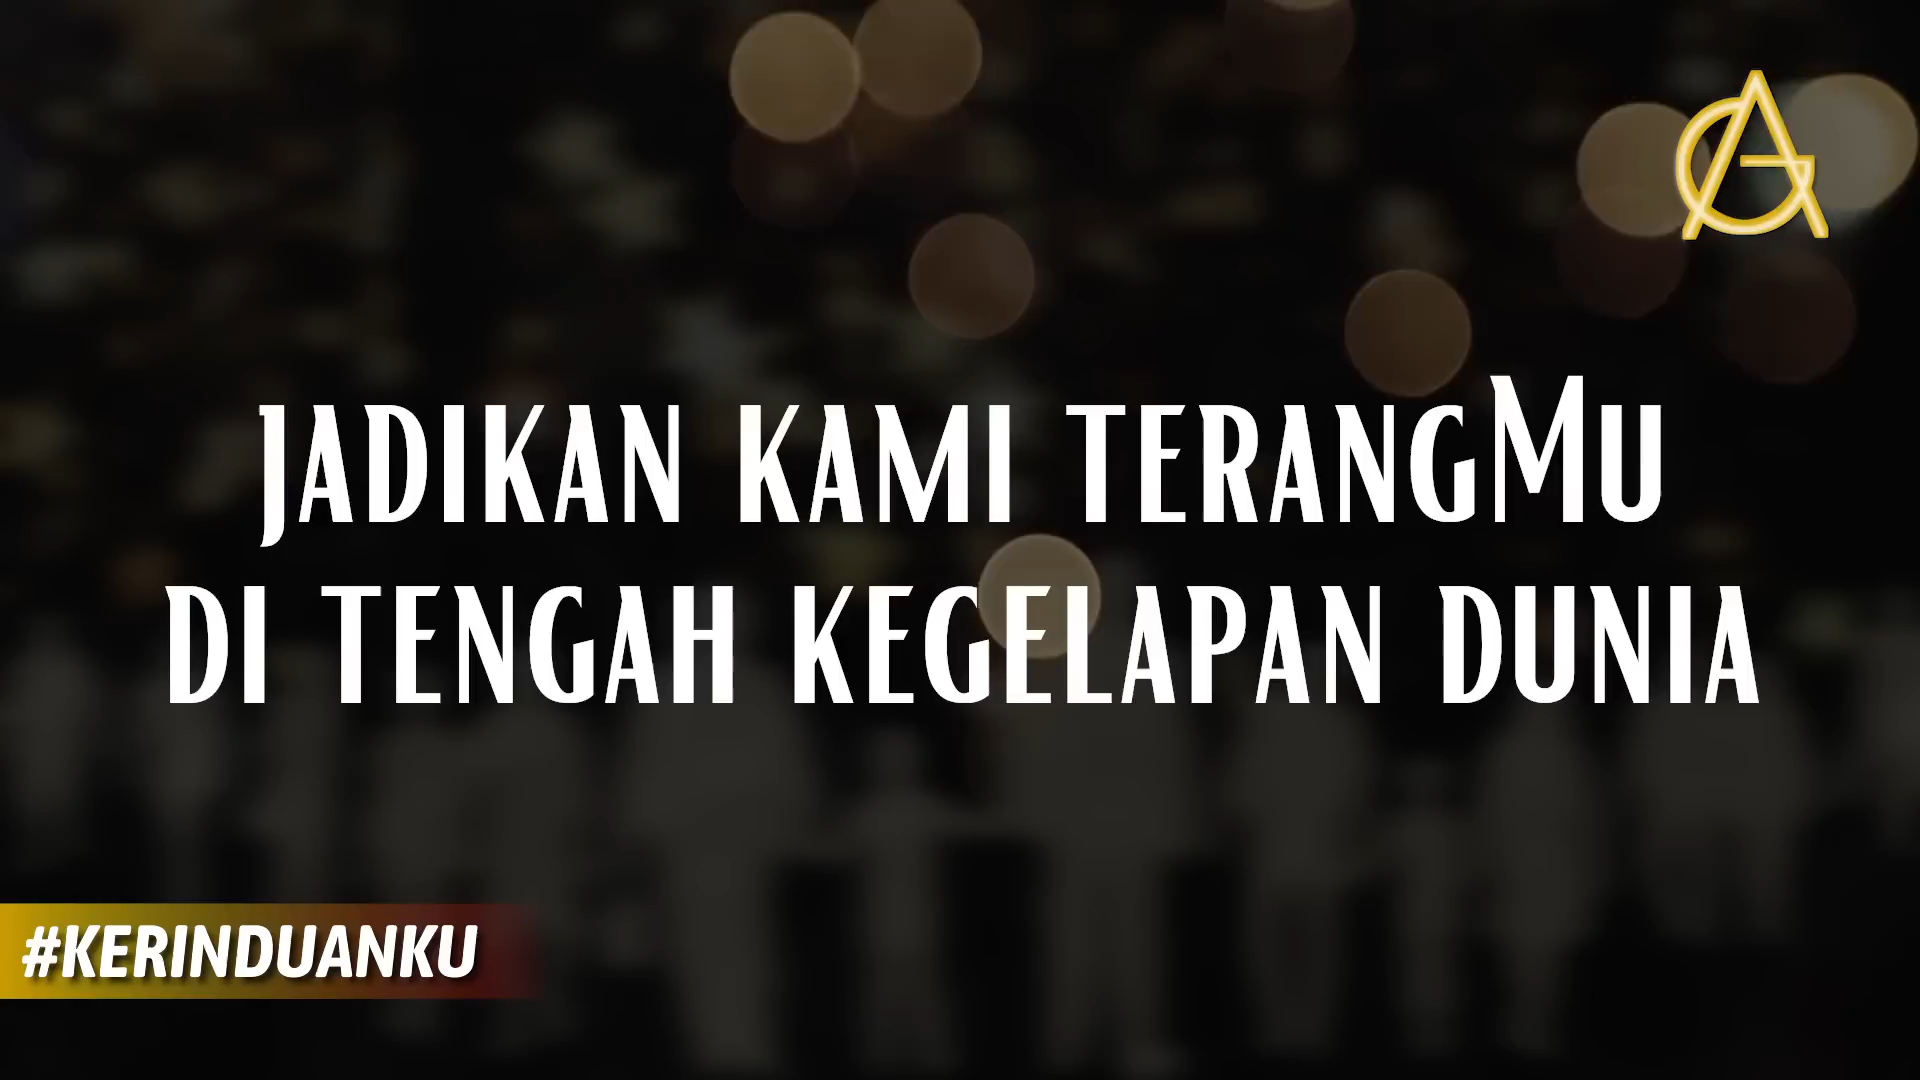 JADIKAN KAMI TERANGMU
DI TENGAH KEGELAPAN DUNIA
#KERINDUANKU